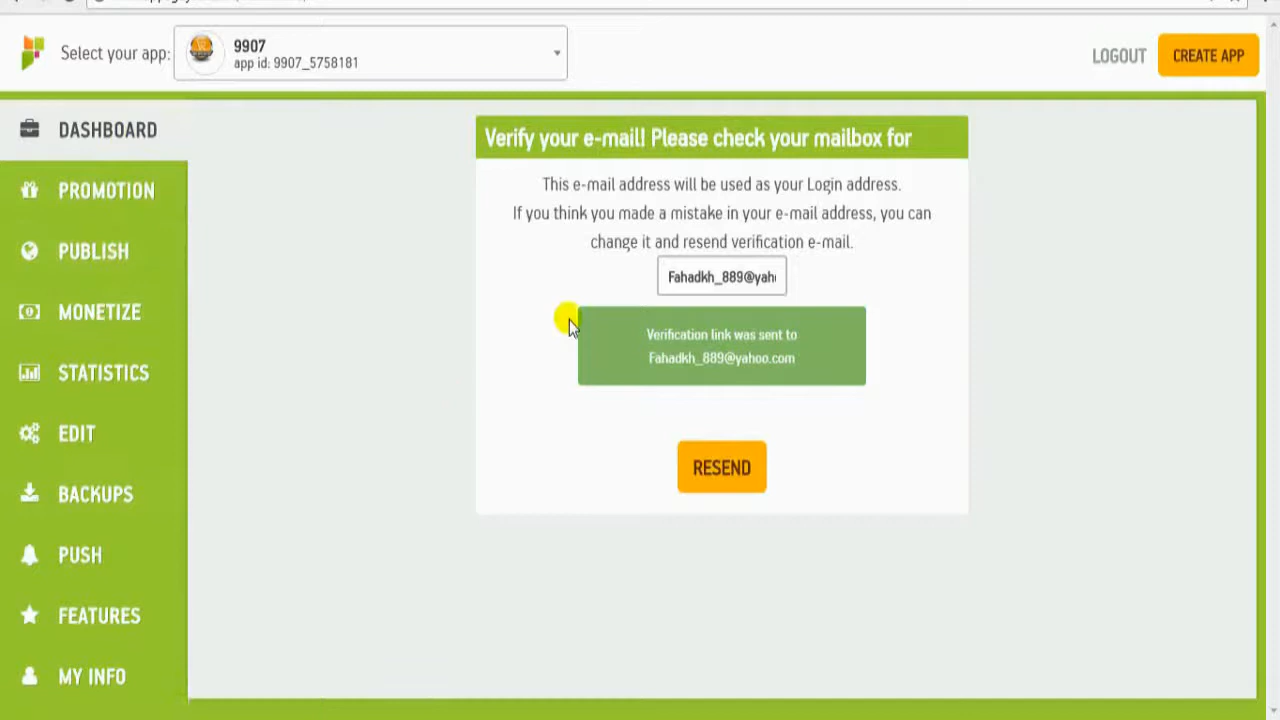 Select your app:
9907
app id: 9907_5758181
LOGOUT
CREATE APP
DASHBOARD
PROMOTION
PUBLISH
MONETIZE
STATISTICS
EDIT
BACKUPS
PUSH
FEATURES
MY INFO
Verify your e-mail! Please check your mailbox for
This e-mail address will be used as your Login address.
If you think you made a mistake in your e-mail address, you can
change it and resend verification e-mail.
Fahadkh_889@yah
Verification link was sent to
Fahadkh_889@yahoo.com
RESEND